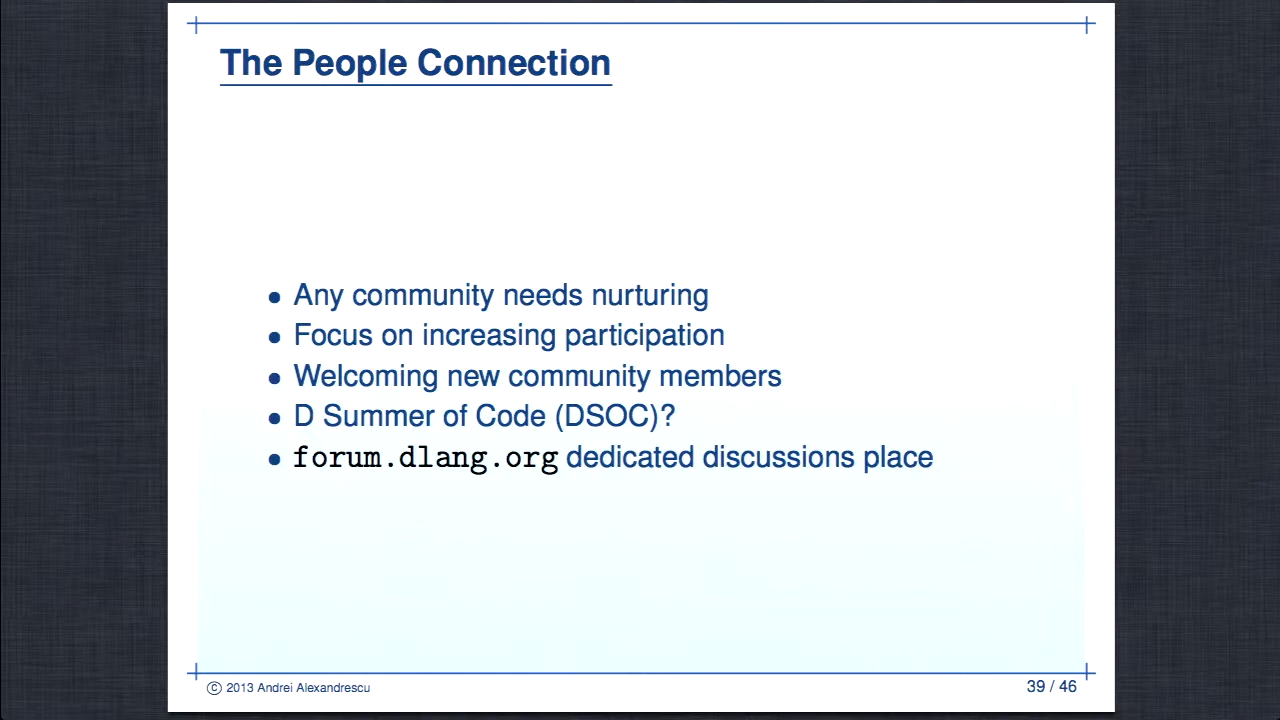 The People Connection
• Any community needs nurturing
• Focus on increasing participation
• Welcoming new community members
• D Summer of Code (DSOC)?
• forum.dlang.org dedicated discussions place
© 2013 Andrei Alexandrescu
39 / 46